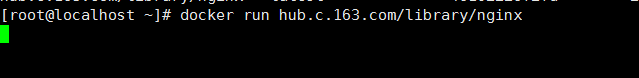 [root@localhost ~]# docker run hub.c.163.com/library/nginx